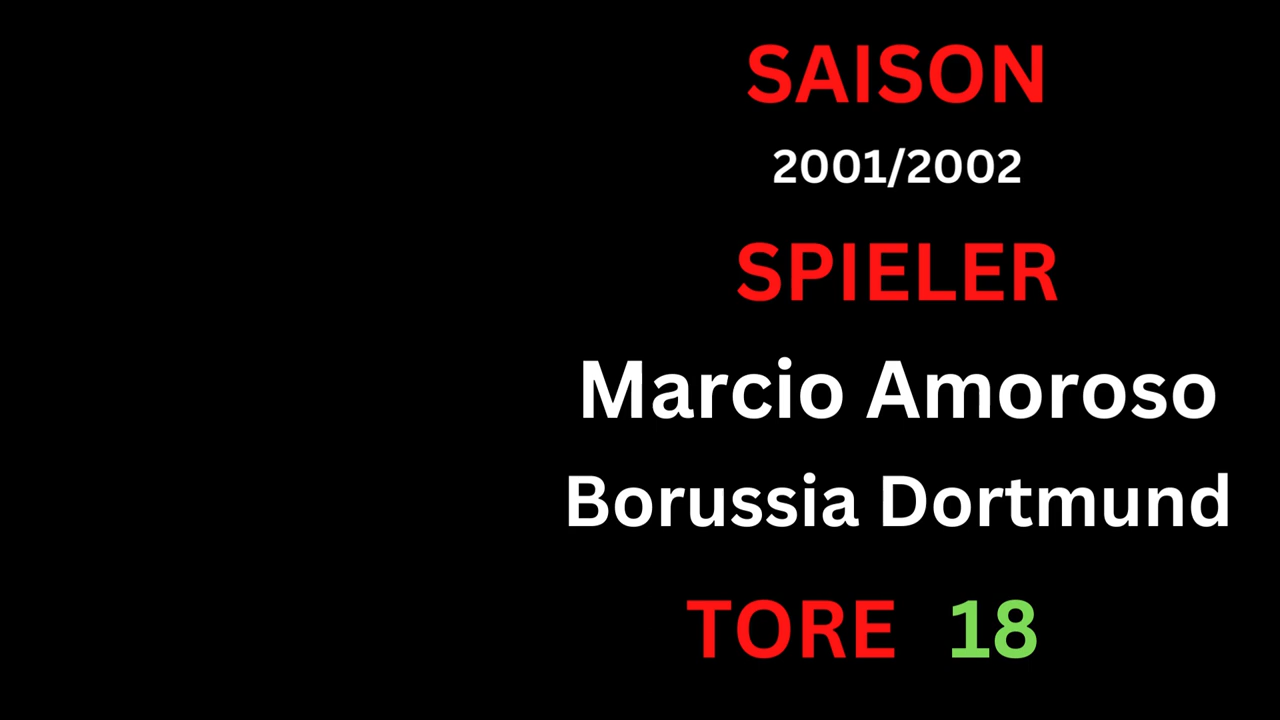 SAISON
2001/2002
SPIELER
Marcio Amoroso
Borussia Dortmund
TORE 18